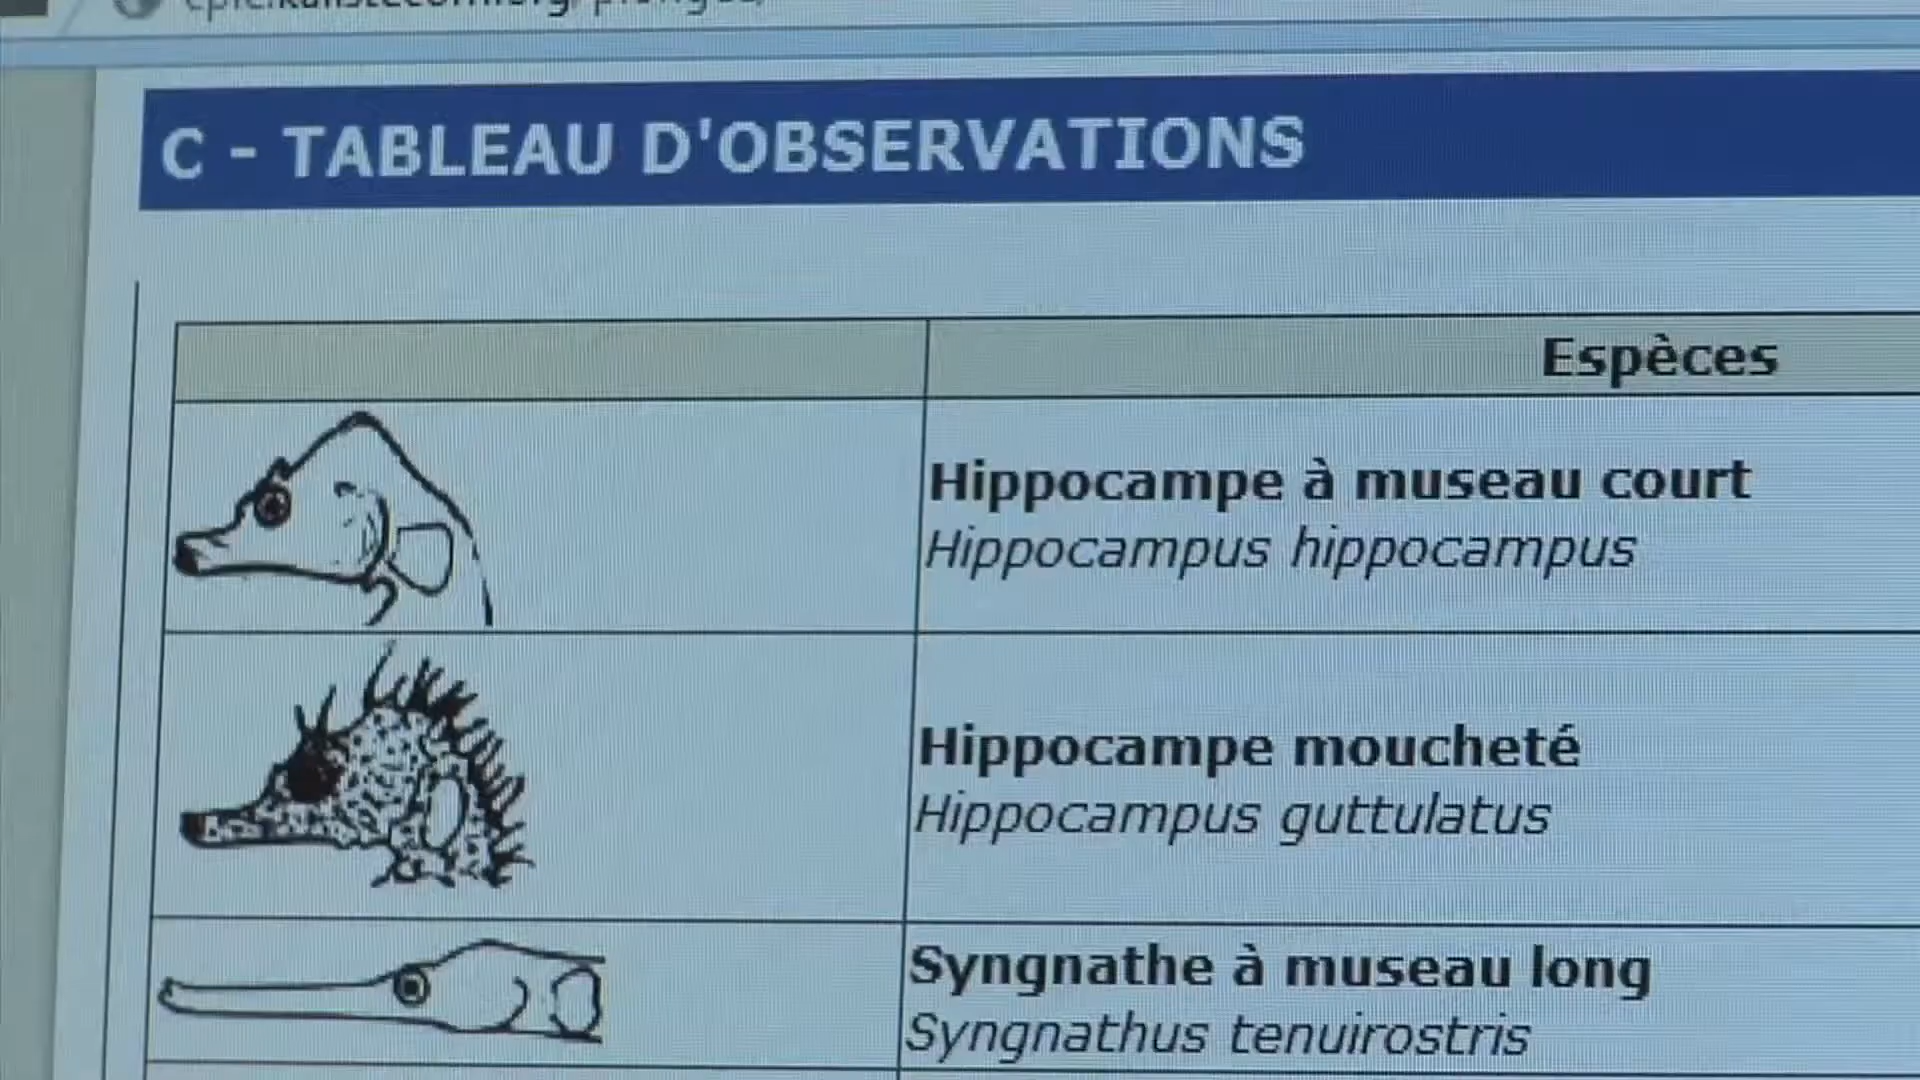 C - TABLEAU D'OBSERVATIONS
Espèces
Hippocampe à museau court
Hippocampus hippocampus
Hippocampe moucheté
Hippocampus guttulatus
Syngnathe à museau long
Syngnathus tenuirostris